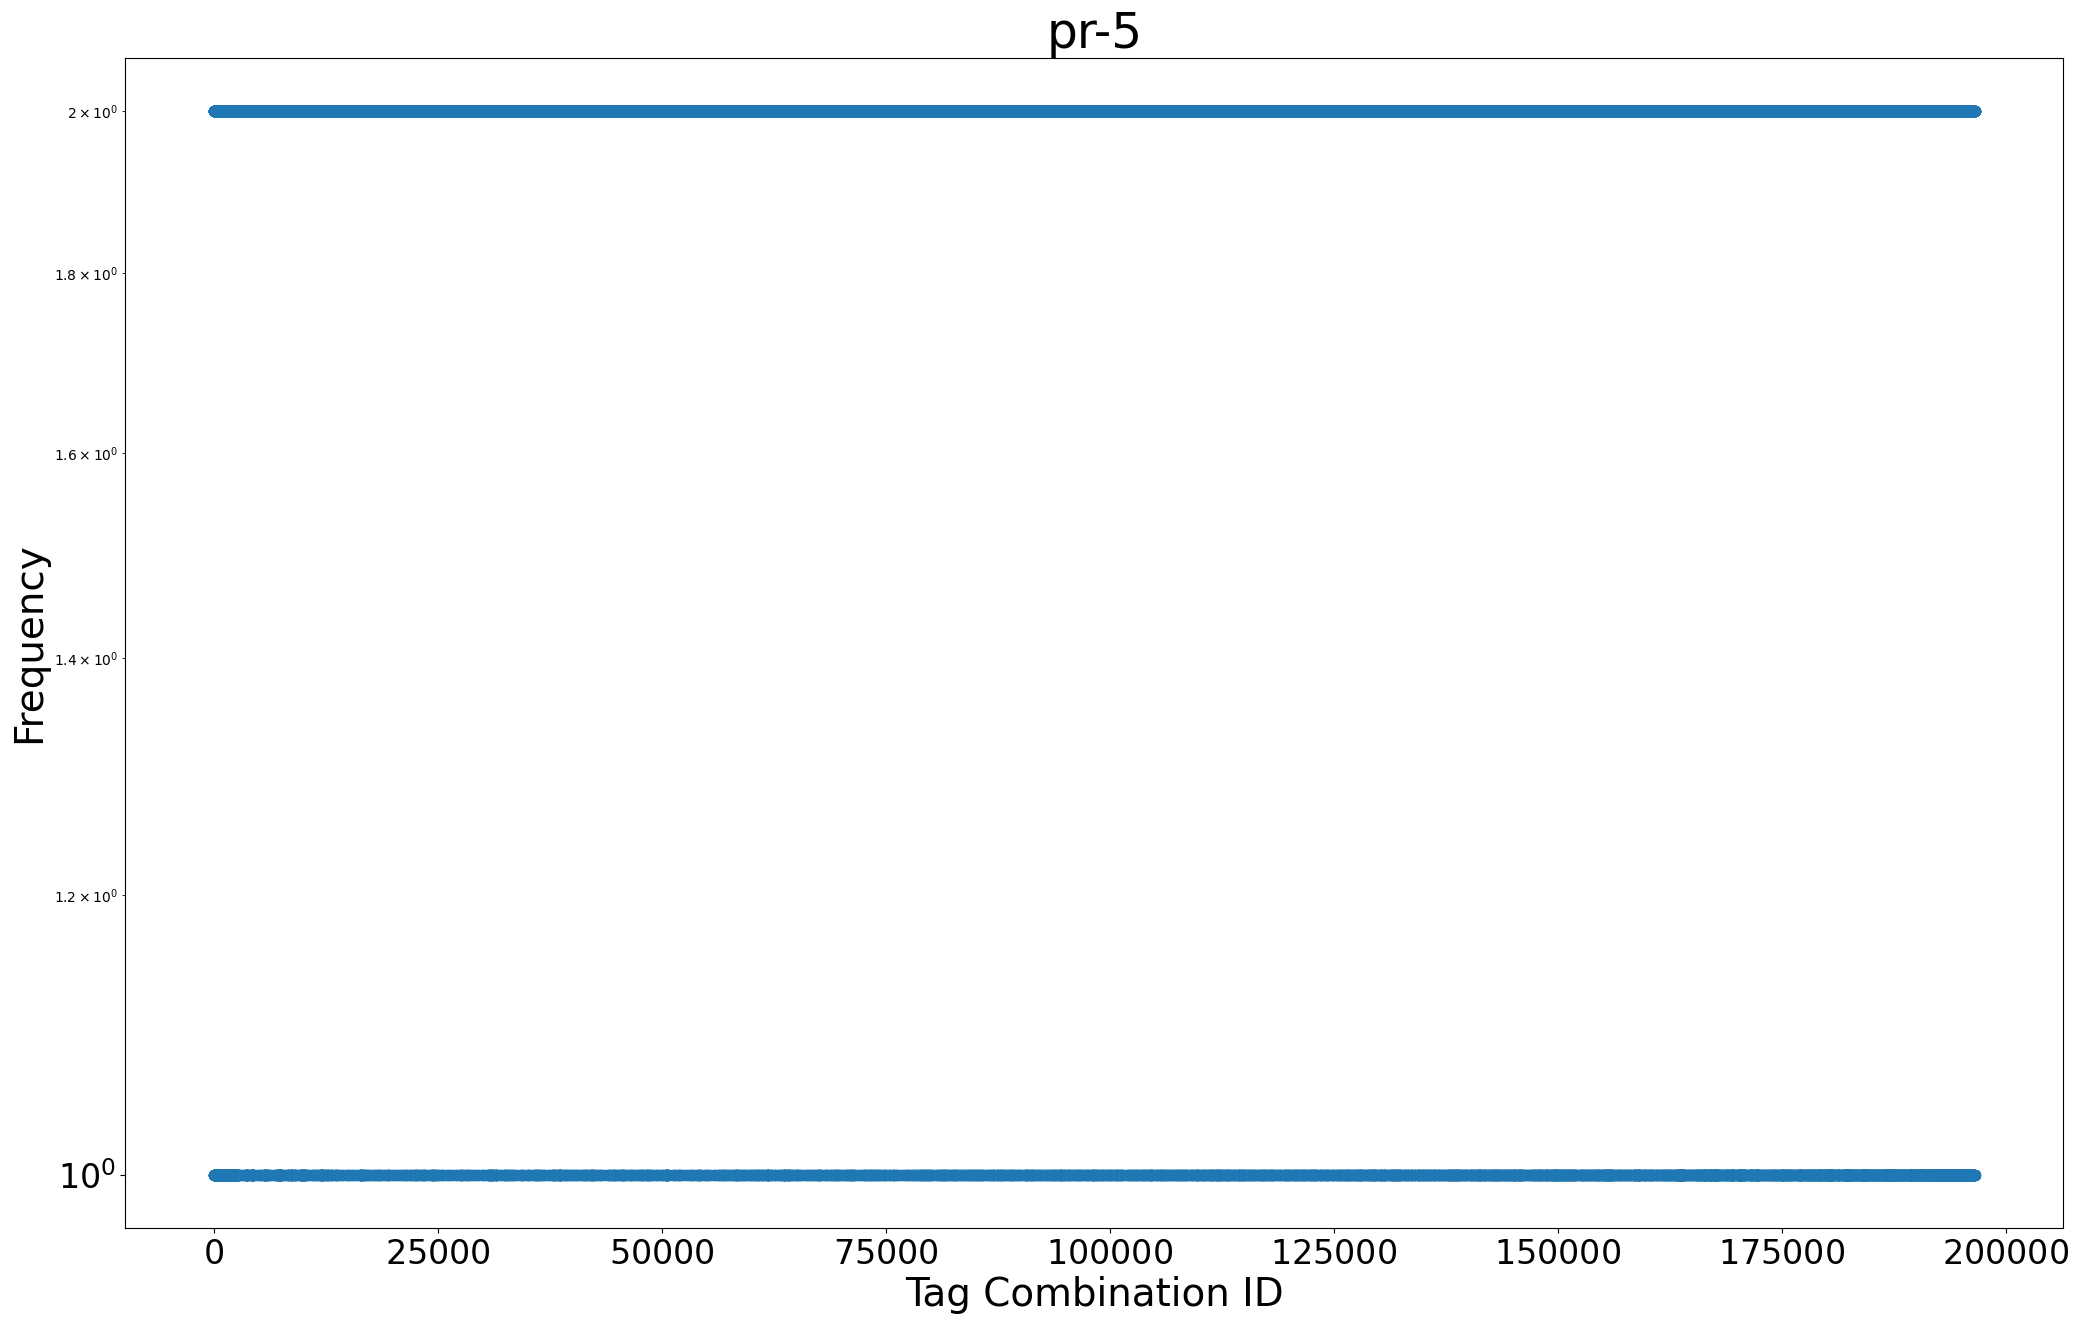 pr-5
2 × 10⁰
1.8 × 10⁰
1.6 × 10⁰
1.4 × 10⁰
1.2 × 10⁰
10⁰
Frequency
0 25000 50000 75000 100000 125000 150000 175000 200000
Tag Combination ID